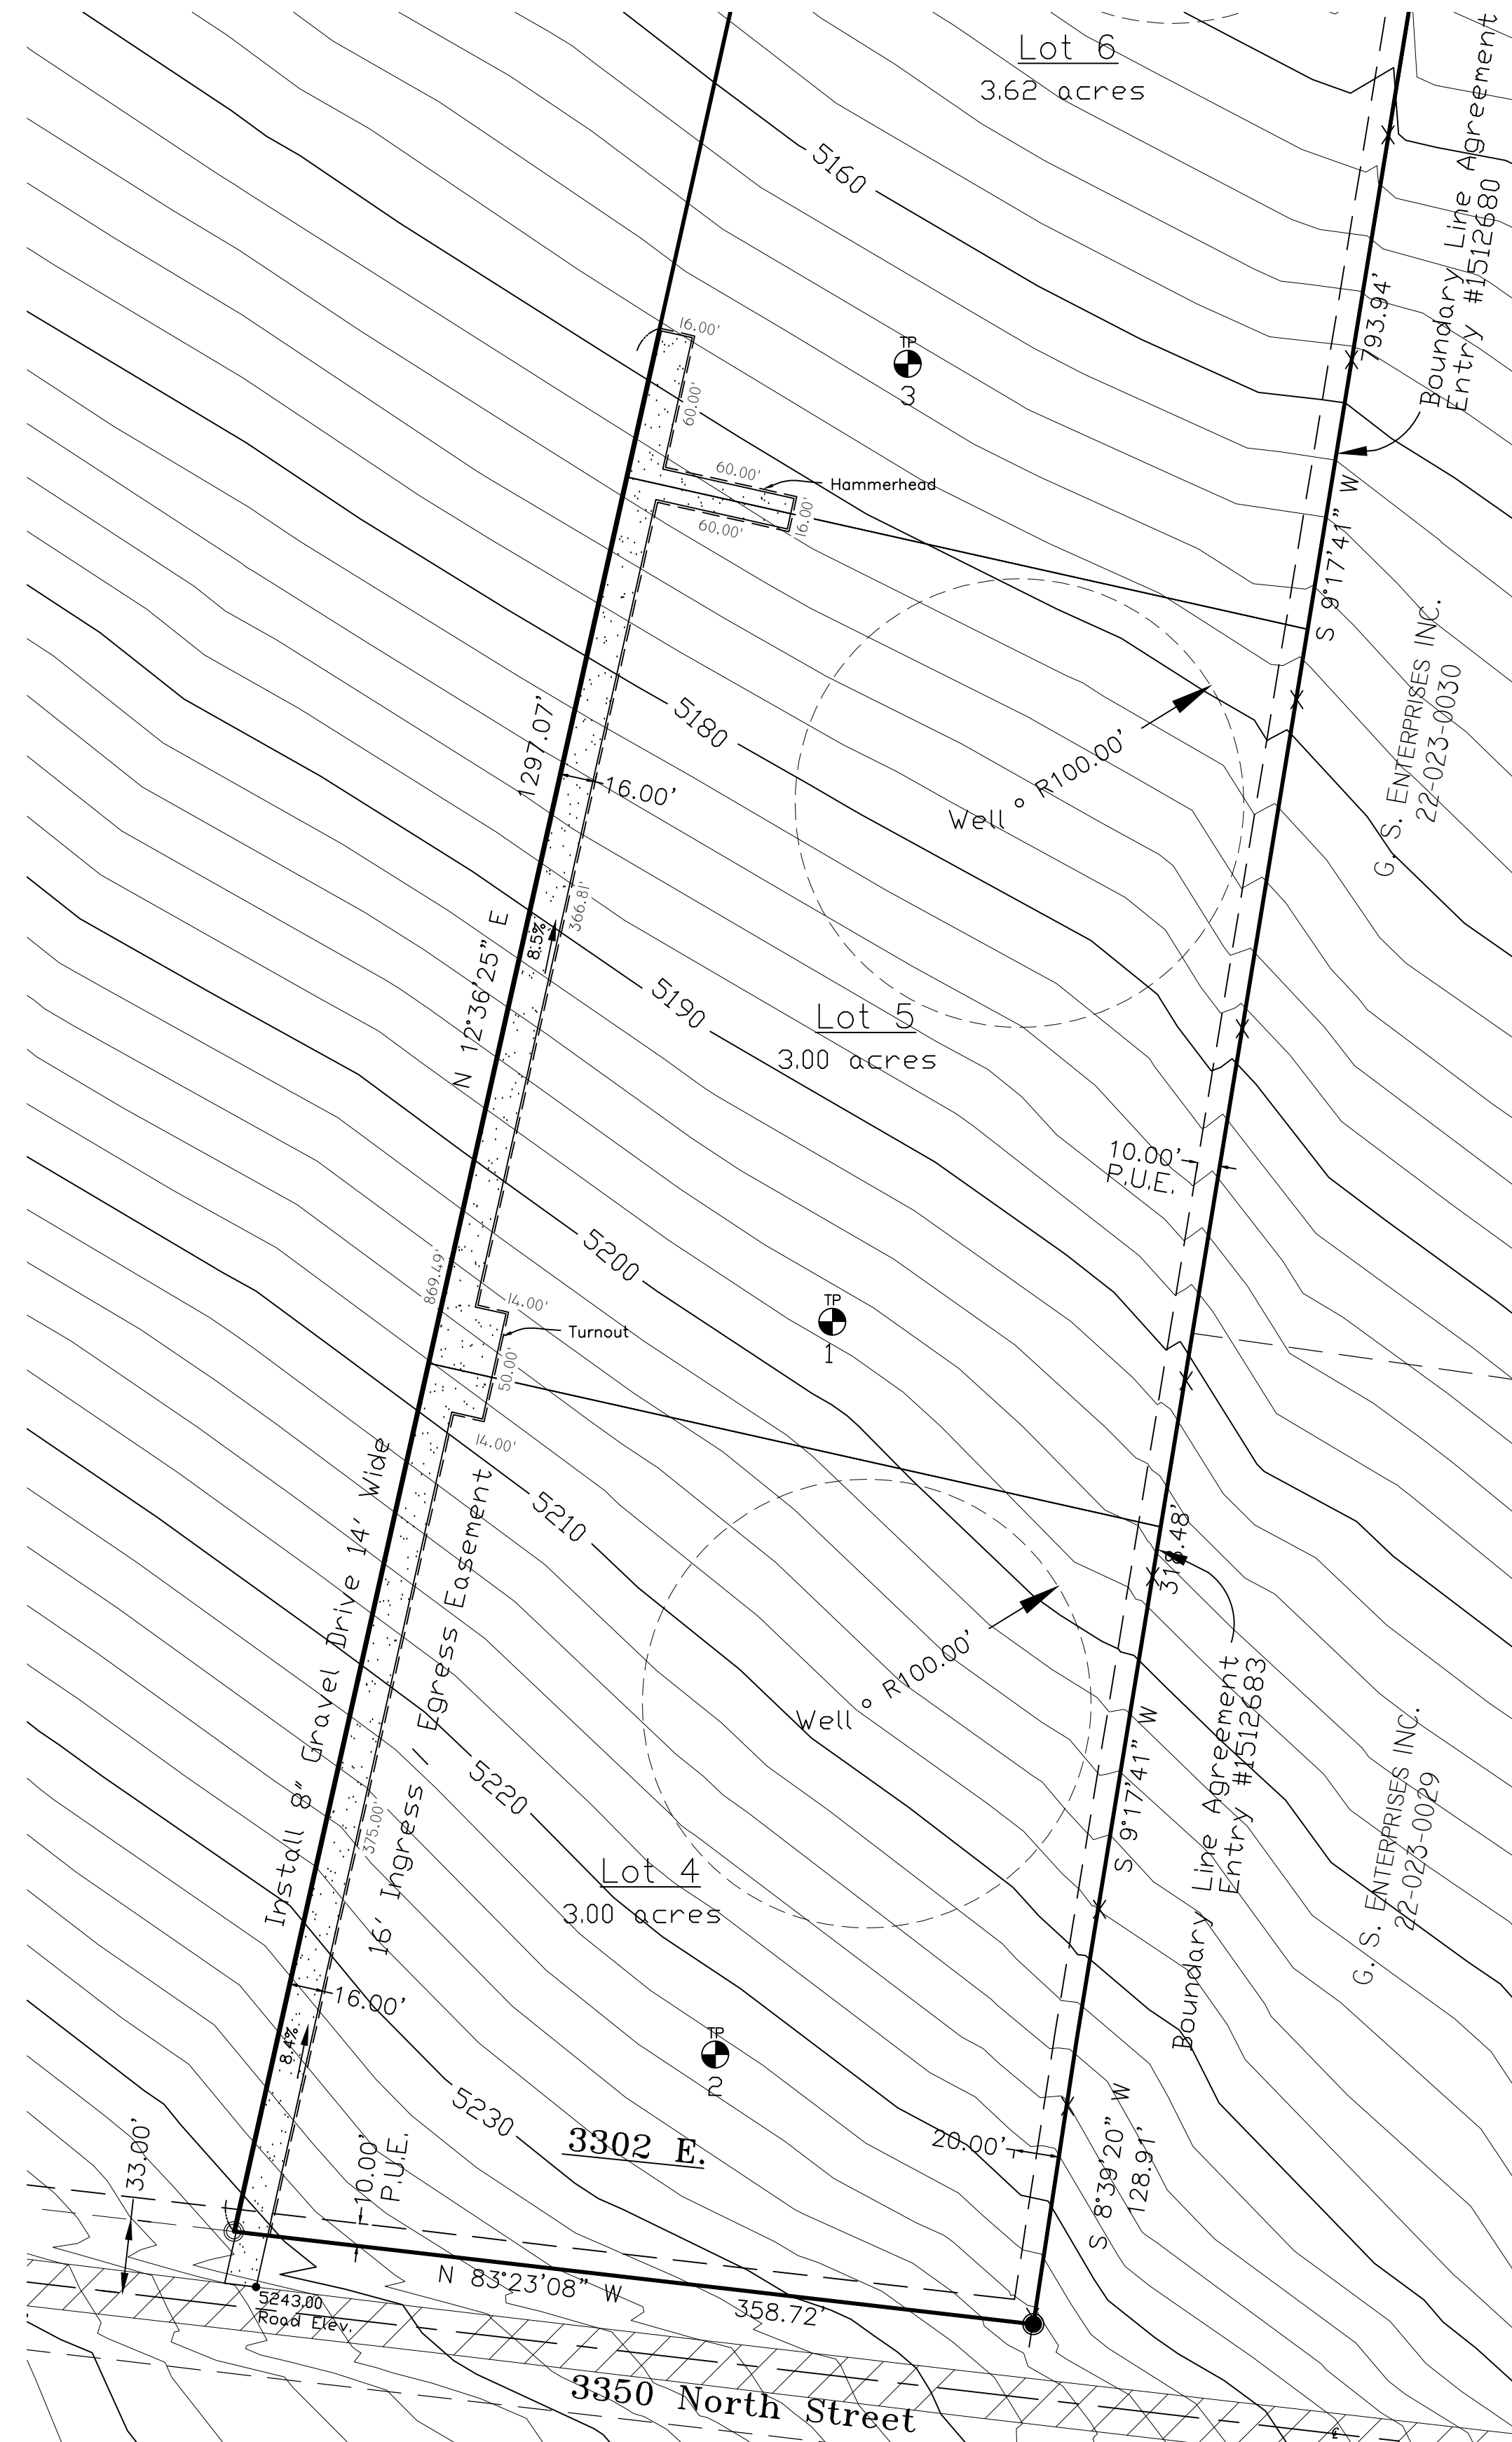 Lot 6
3.62 acres
5160
Boundary Line Agreement
Entry #1512680
793.94'
16.00'
60.00'
TP
3
60.00'
Hammerhead
16.00'
60.00'
S 9°17'41" W
G. S. ENTERPRISES INC.
22-023-0030
5180
1297.07'
16.00'
Well
R100.00'
366.81'
8.5%
N 12°36'25" E
5190
Lot 5
3.00 acres
10.00'
P.U.E.
5200
869.49'
14.00'
Turnout
50.00'
14.00'
TP
1
Install 8" Gravel Drive 14' Wide
16' Ingress / Egress Easement
5210
318.48'
Well
R100.00'
Boundary Line Agreement
Entry #1512683
S 9°17'41" W
G. S. ENTERPRISES INC.
22-023-0029
5220
375.00'
Lot 4
3.00 acres
16.00'
8.4%
TP
2
5230
3302 E.
20.00'
S 8°39'20" W
128.91'
33.00'
10.00'
P.U.E.
N 83°23'08" W
358.72'
5243.00
Road Elev.
3350 North Street